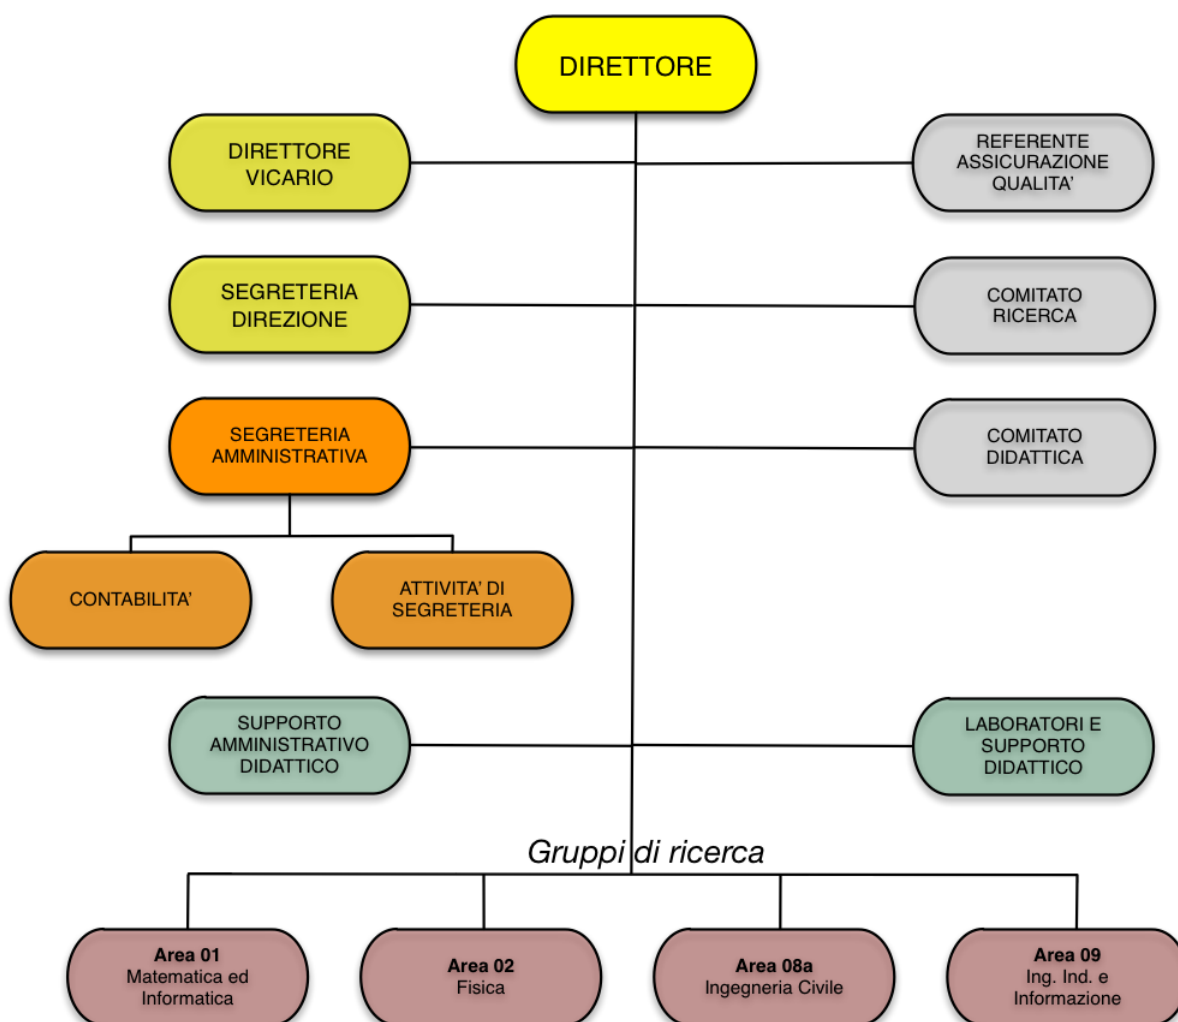 DIRETTORE
DIRETTORE
VICARIO
REFERENTE
ASSICURAZIONE
QUALITA’
SEGRETERIA
DIREZIONE
COMITATO
RICERCA
SEGRETERIA
AMMINISTRATIVA
COMITATO
DIDATTICA
CONTABILITA’
ATTIVITA’ DI
SEGRETERIA
SUPPORTO
AMMINISTRATIVO
DIDATTICO
LABORATORI E
SUPPORTO
DIDATTICO
Gruppi di ricerca
Area 01
Matematica ed
Informatica
Area 02
Fisica
Area 08a
Ingegneria Civile
Area 09
Ing. Ind. e
Informazione